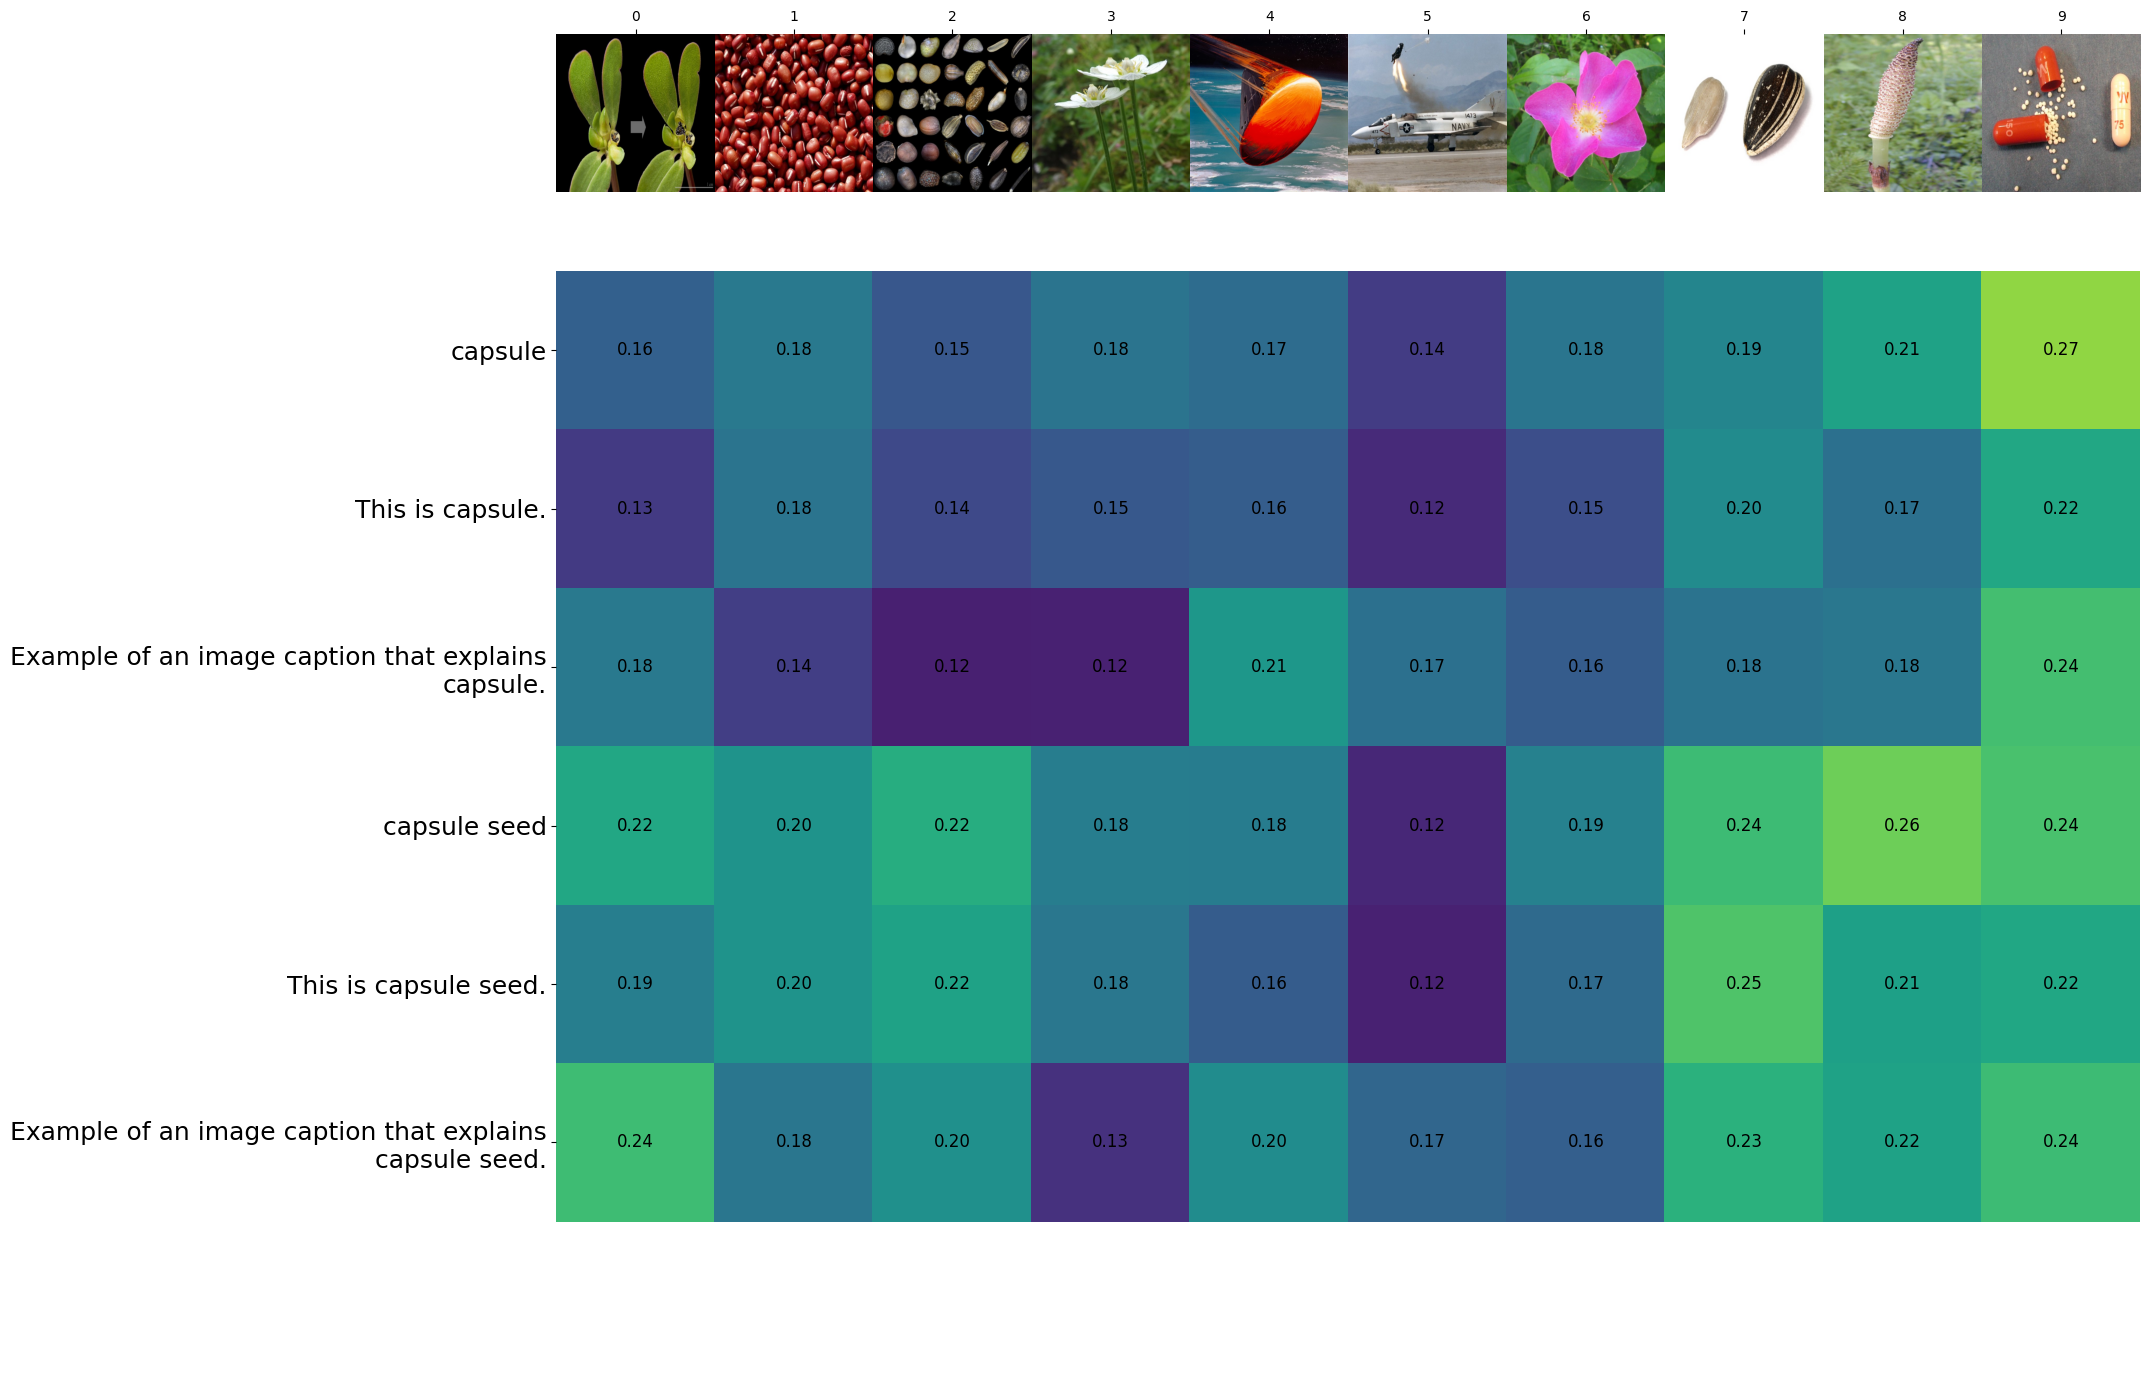 0 1 2 3 4 5 6 7 8 9
NAVY
1473
75
capsule 0.16 0.18 0.15 0.18 0.17 0.14 0.18 0.19 0.21 0.27
This is capsule. 0.13 0.18 0.14 0.15 0.16 0.12 0.15 0.20 0.17 0.22
Example of an image caption that explains
capsule. 0.18 0.14 0.12 0.12 0.21 0.17 0.16 0.18 0.18 0.24
capsule seed 0.22 0.20 0.22 0.18 0.18 0.12 0.19 0.24 0.26 0.24
This is capsule seed. 0.19 0.20 0.22 0.18 0.16 0.12 0.17 0.25 0.21 0.22
Example of an image caption that explains
capsule seed. 0.24 0.18 0.20 0.13 0.20 0.17 0.16 0.23 0.22 0.24